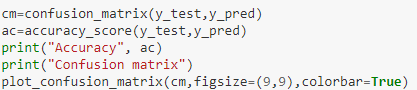 cm=confusion_matrix(y_test,y_pred)
ac=accuracy_score(y_test,y_pred)
print("Accuracy", ac)
print("Confusion matrix")
plot_confusion_matrix(cm,figsize=(9,9),colorbar=True)